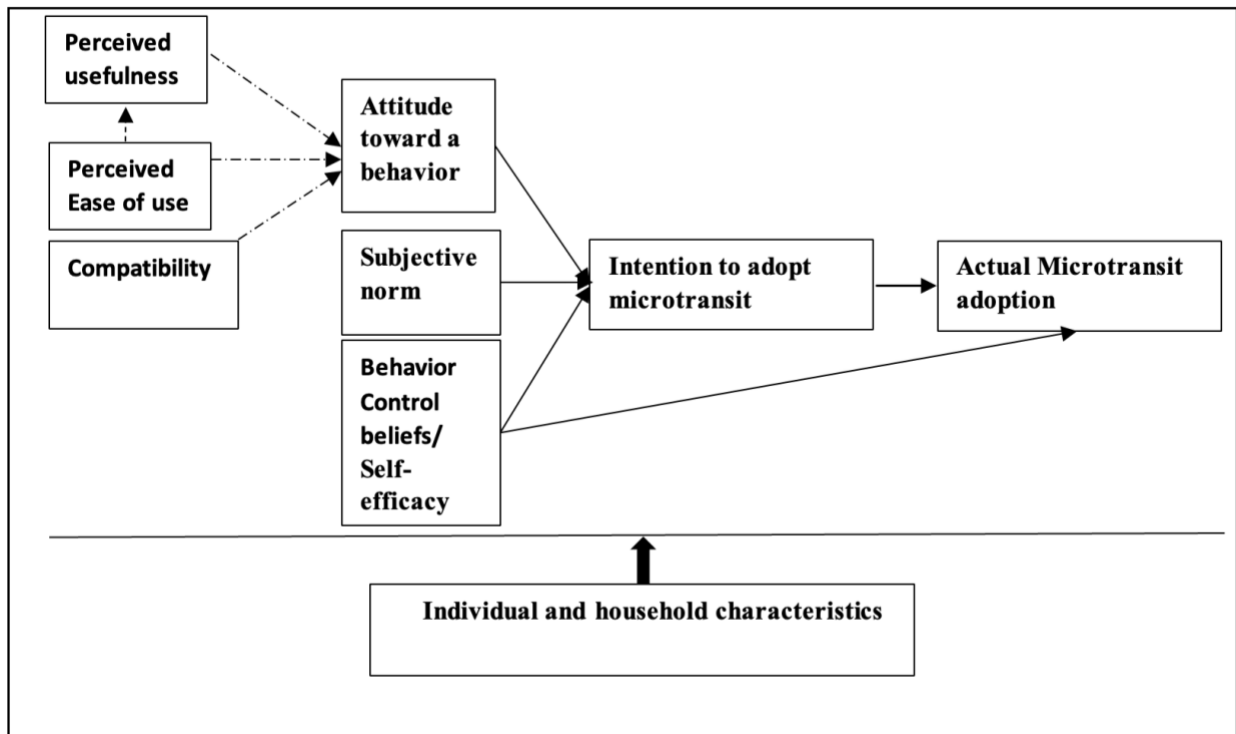 Perceived
usefulness
Perceived
Ease of use
Compatibility
Attitude
toward a
behavior
Subjective
norm
Behavior
Control
beliefs/
Self-
efficacy
Intention to adopt
microtransit
Actual Microtransit
adoption
Individual and household characteristics